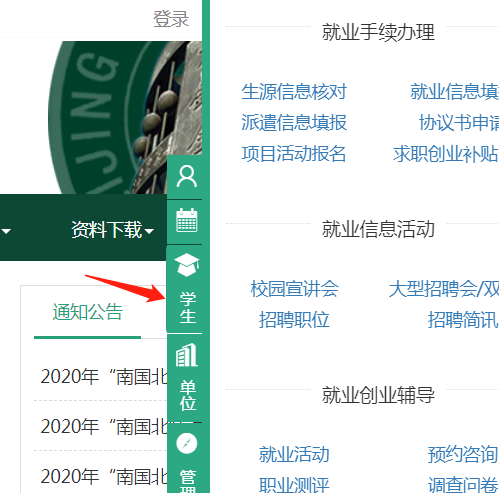 登录
JING
资料下载
通知公告
2020年“南国北
2020年“南国北
2020年“南国北
学生
单位
管理
就业手续办理
生源信息核对 就业信息填
派遣信息填报 协议书申请
项目活动报名 求职创业补贴
就业信息活动
校园宣讲会 大型招聘会/双
招聘职位 招聘简讯
就业创业辅导
就业活动 预约咨询
职业测评 调查问卷